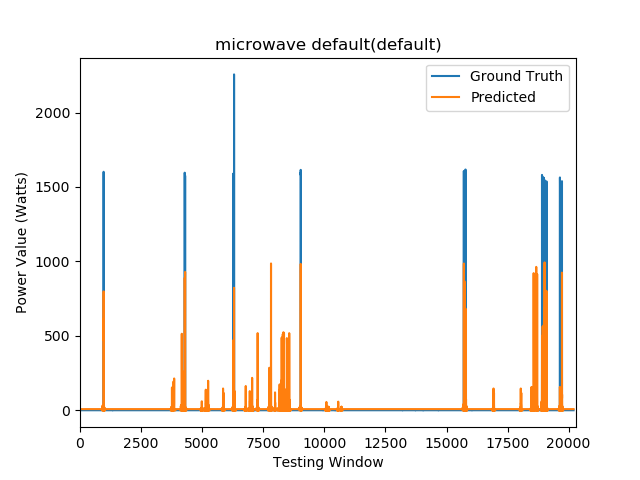 microwave default(default)
Ground Truth
Predicted
Power Value (Watts)
2000
1500
1000
500
0
0 2500 5000 7500 10000 12500 15000 17500 20000
Testing Window